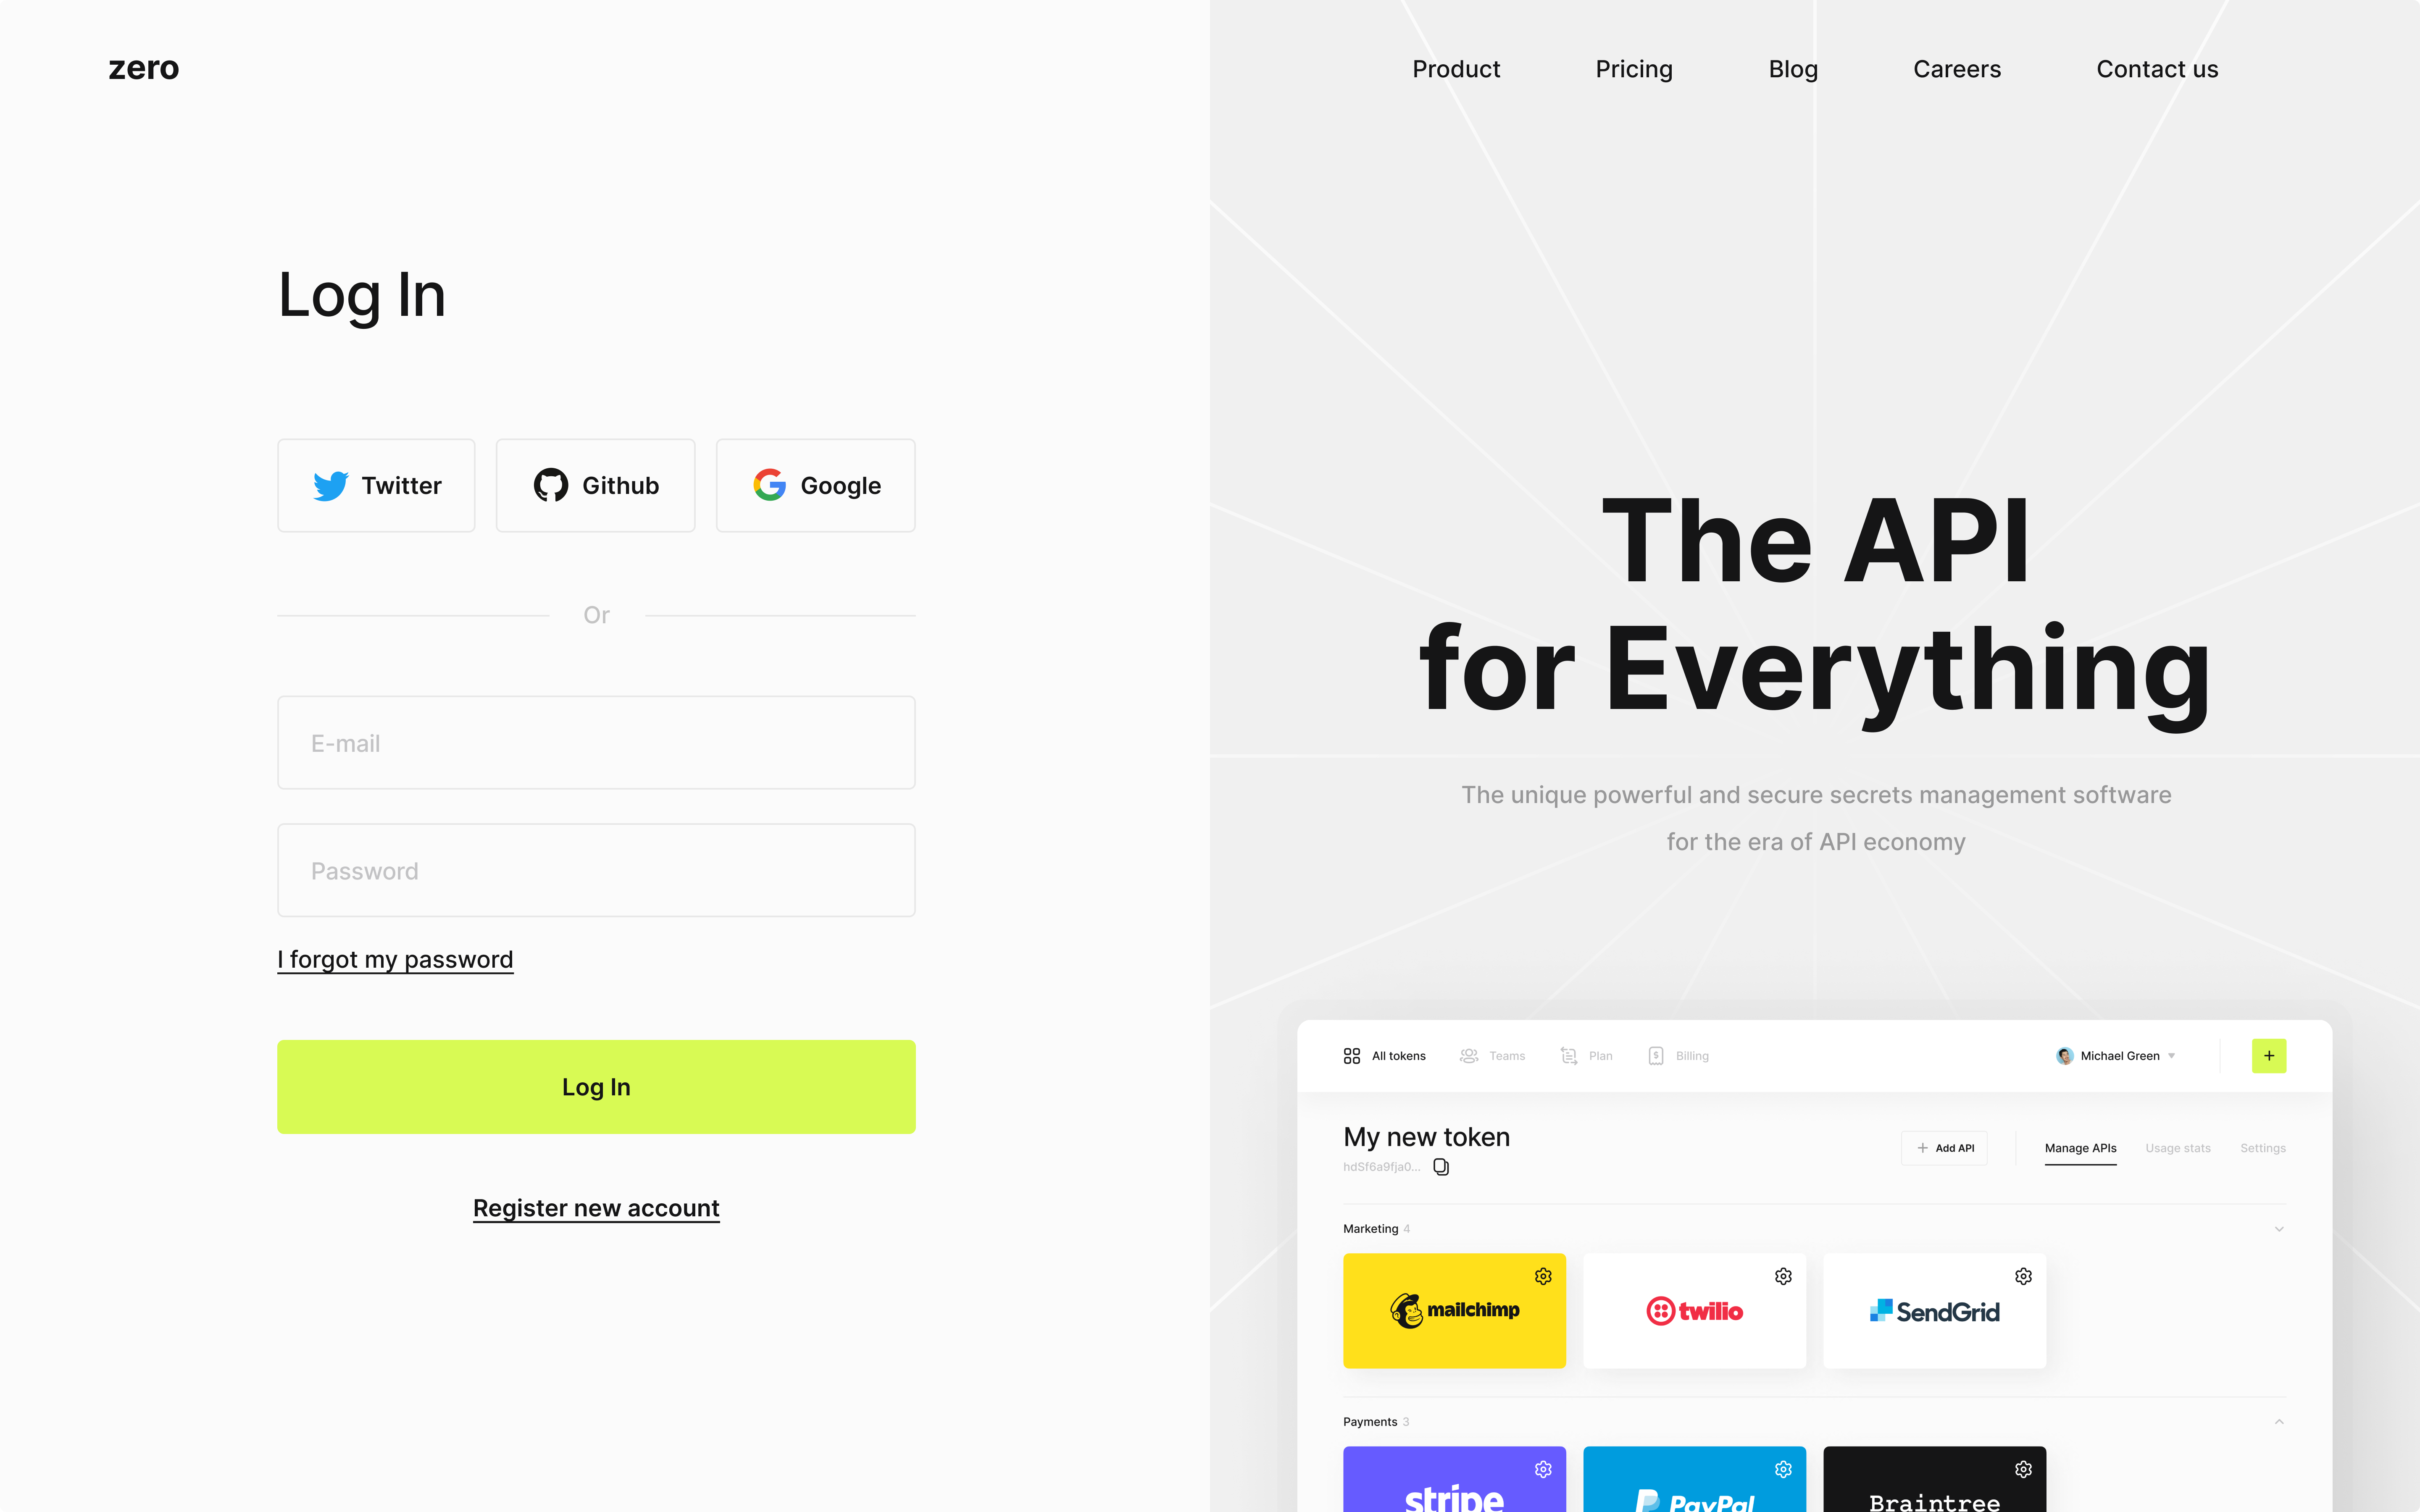 zero
Product
Pricing
Blog
Careers
Contact us
Log In
Twitter
Github
Google
Or
E-mail
Password
I forgot my password
Log In
Register new account
The API
for Everything
The unique powerful and secure secrets management software
for the era of API economy
All tokens
Teams
Plan
Billing
Michael Green
+
My new token
hdSf6a9fja0...
+ Add API
Manage APIs
Usage stats
Settings
Marketing 4
mailchimp
twilio
SendGrid
Payments 3
stripe
PayPal
Braintree